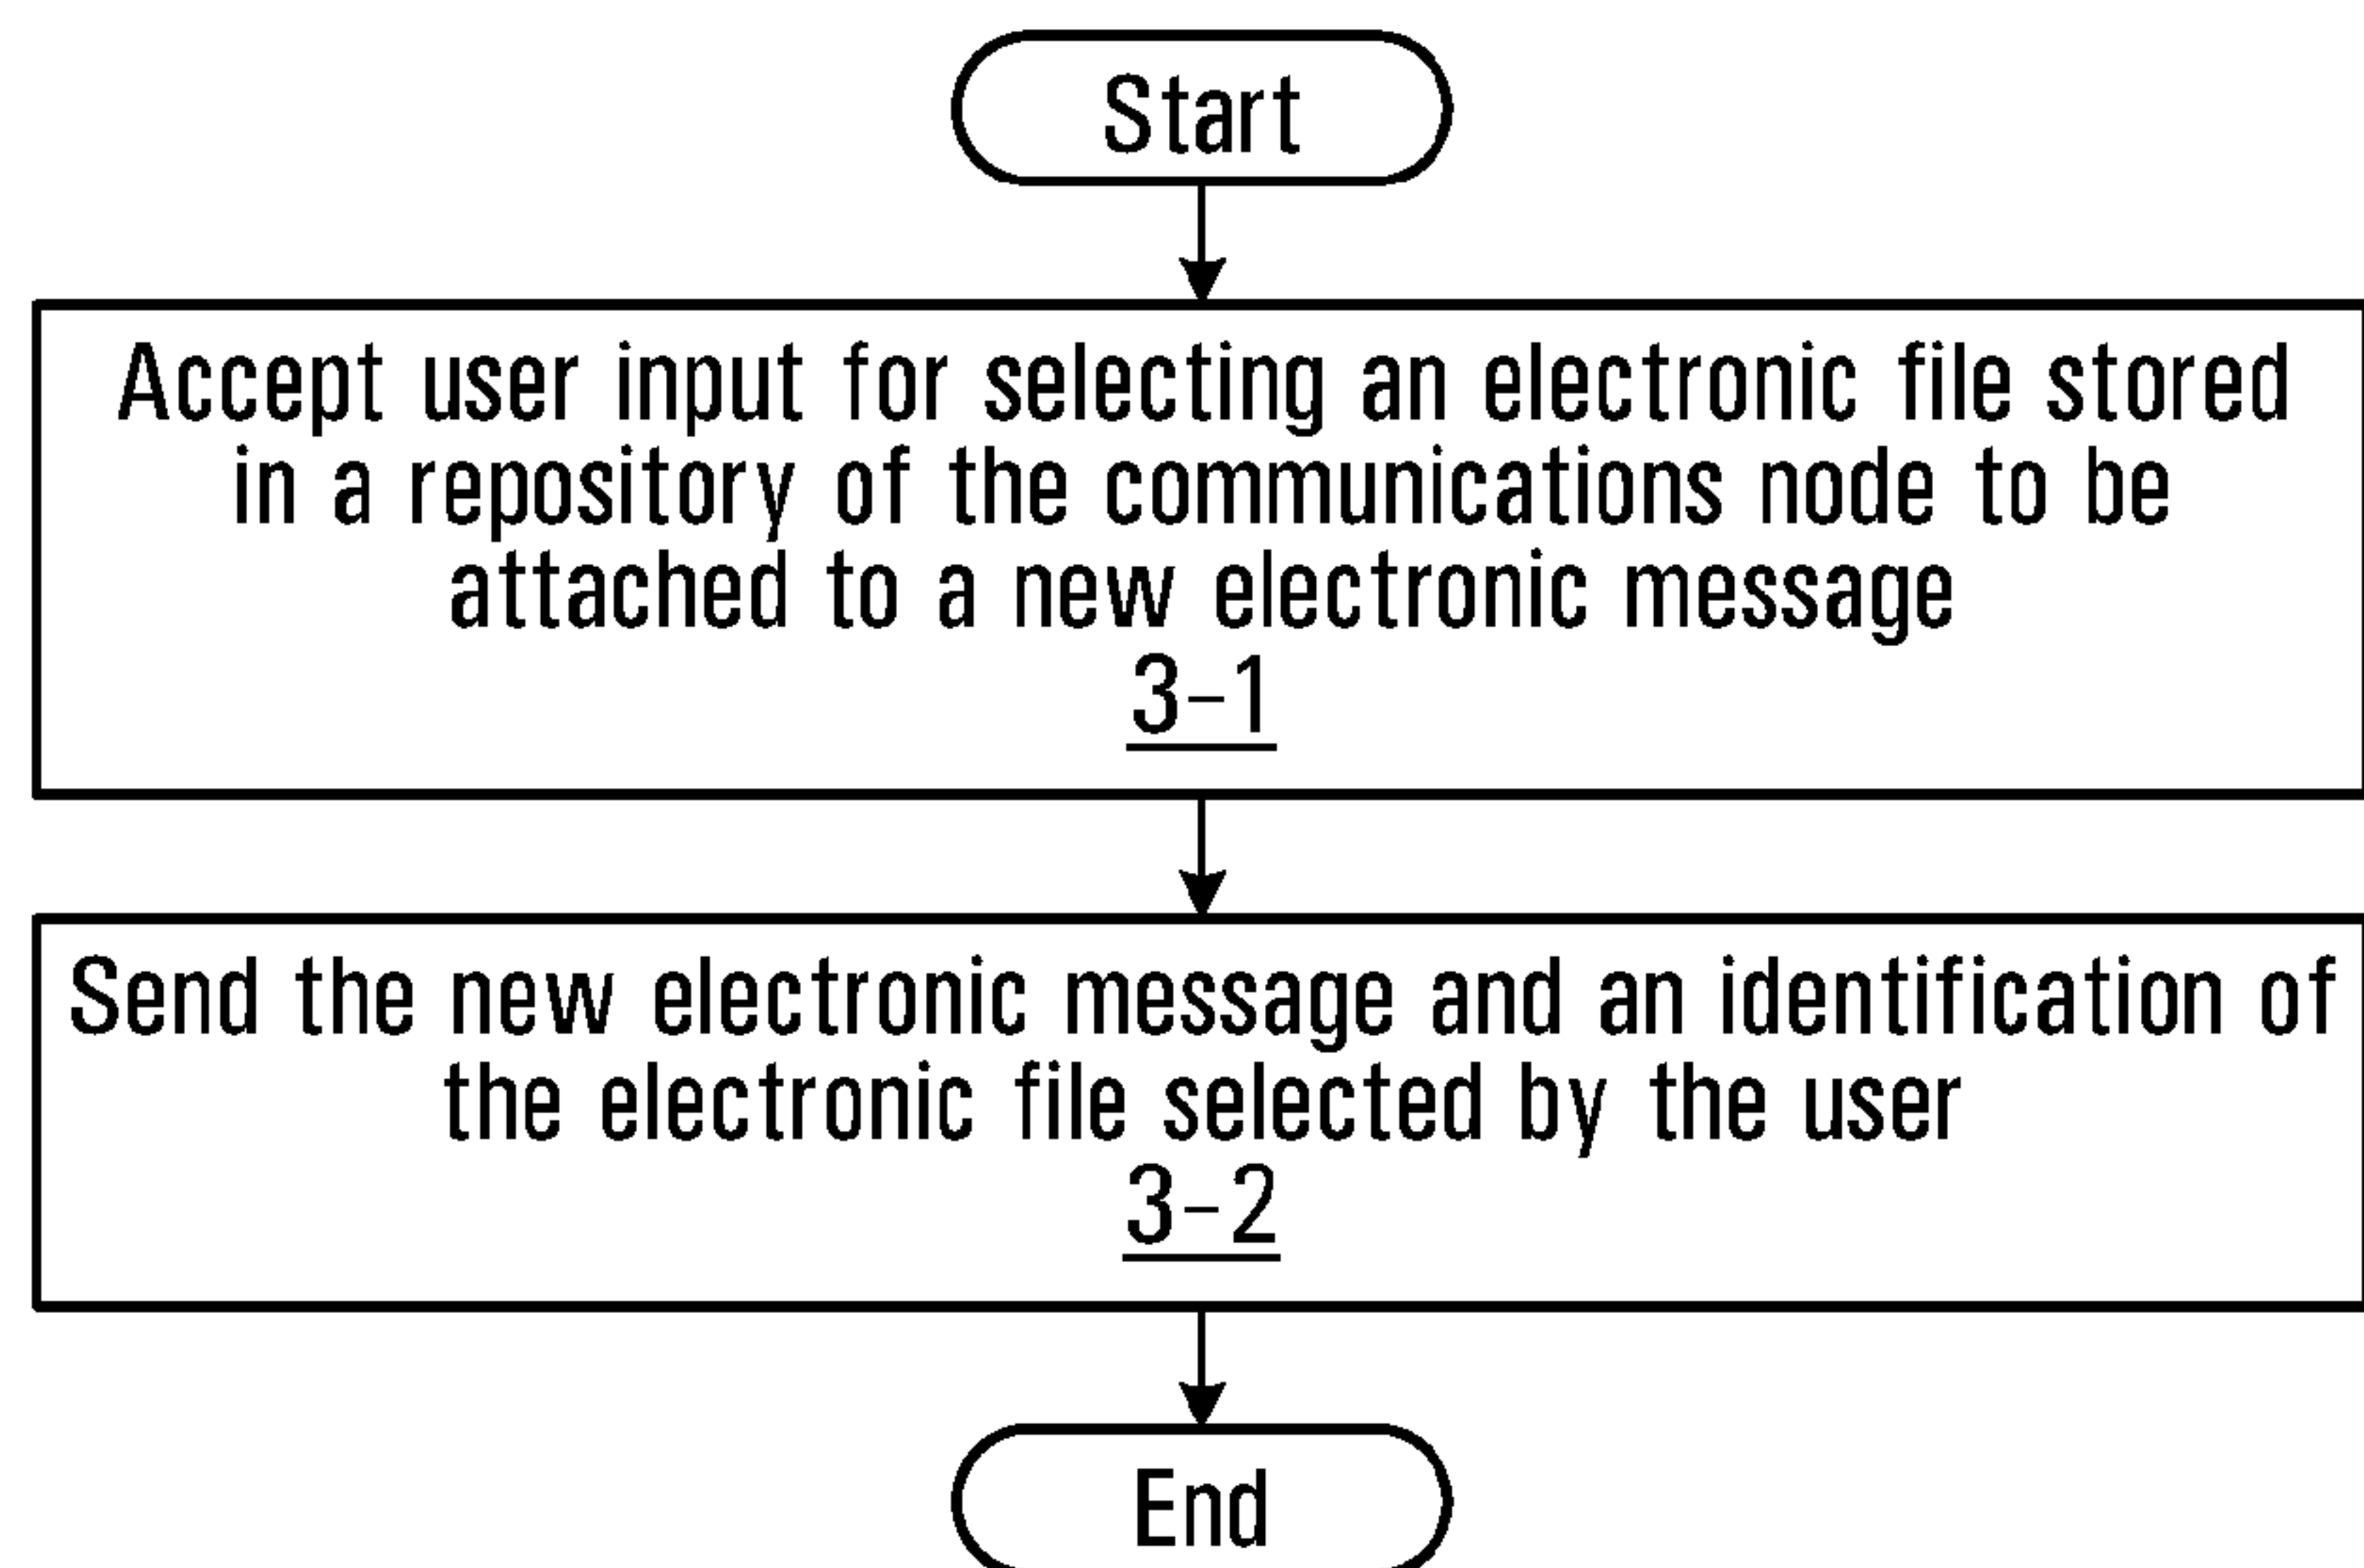 Start
Accept user input for selecting an electronic file stored
in a repository of the communications node to be
attached to a new electronic message
3-1
Send the new electronic message and an identification of
the electronic file selected by the user
3-2
End